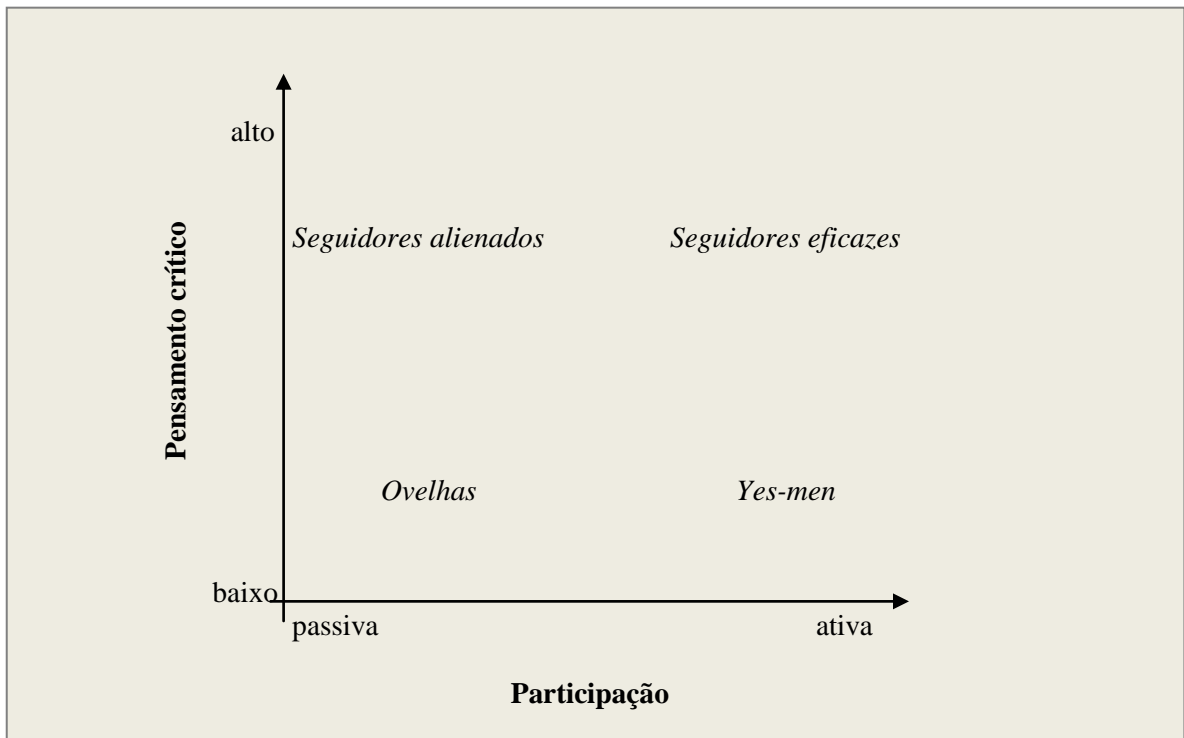 alto
Pensamento crítico
Seguidores alienados
Seguidores eficazes
Ovelhas
Yes-men
baixo
passiva
ativa
Participação